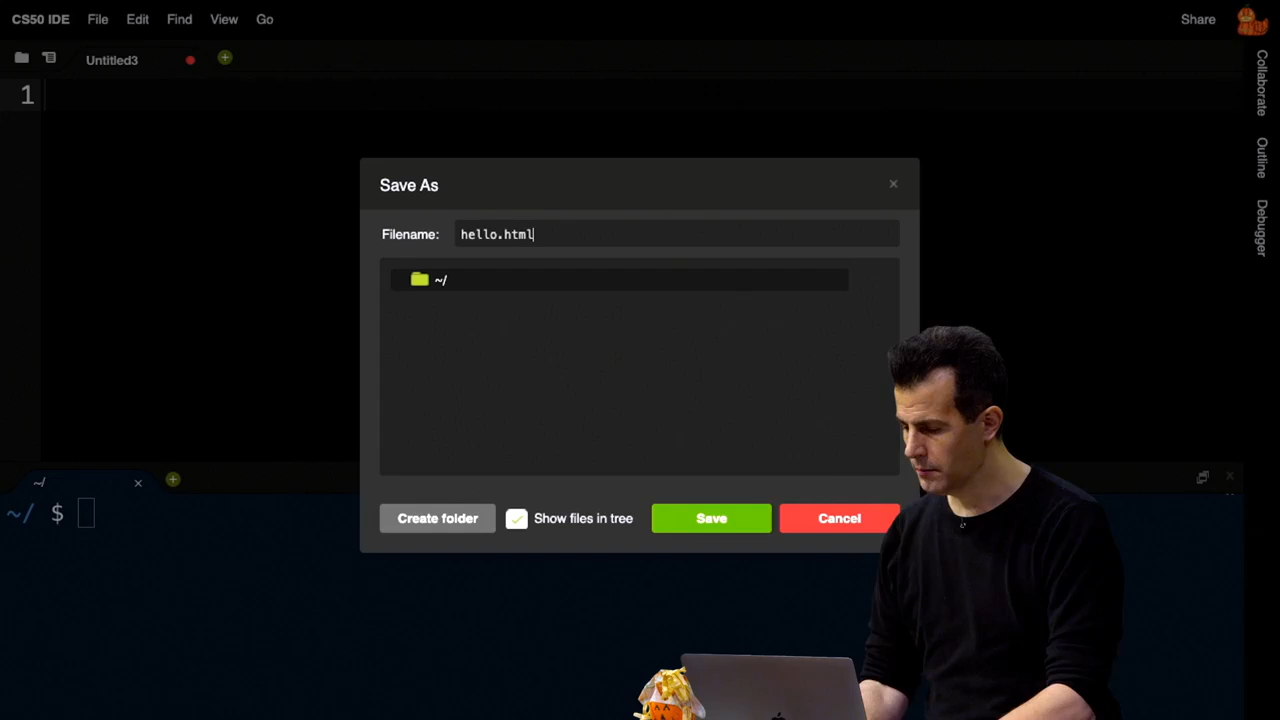 CS50 IDE File Edit Find View Go Share
Untitled3
1
Collaborate
Outline
Debugger
Save As
Filename: hello.html
~/
Create folder Show files in tree Save Cancel
~/
~/ $